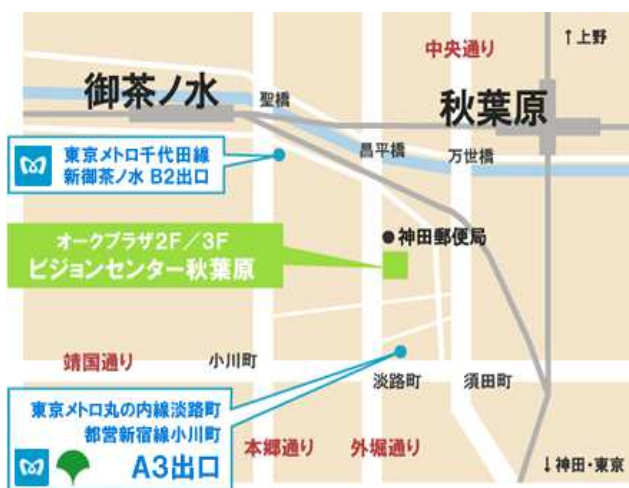 中央通り
↑上野
御茶ノ水
聖橋
秋葉原
昌平橋
万世橋
東京メトロ千代田線
新御茶ノ水 B2出口
オークプラザ2F/3F
ビジョンセンター秋葉原
●神田郵便局
靖国通り
小川町
淡路町
須田町
東京メトロ丸の内線淡路町
都営新宿線小川町
A3出口
本郷通り
外堀通り
↓神田・東京